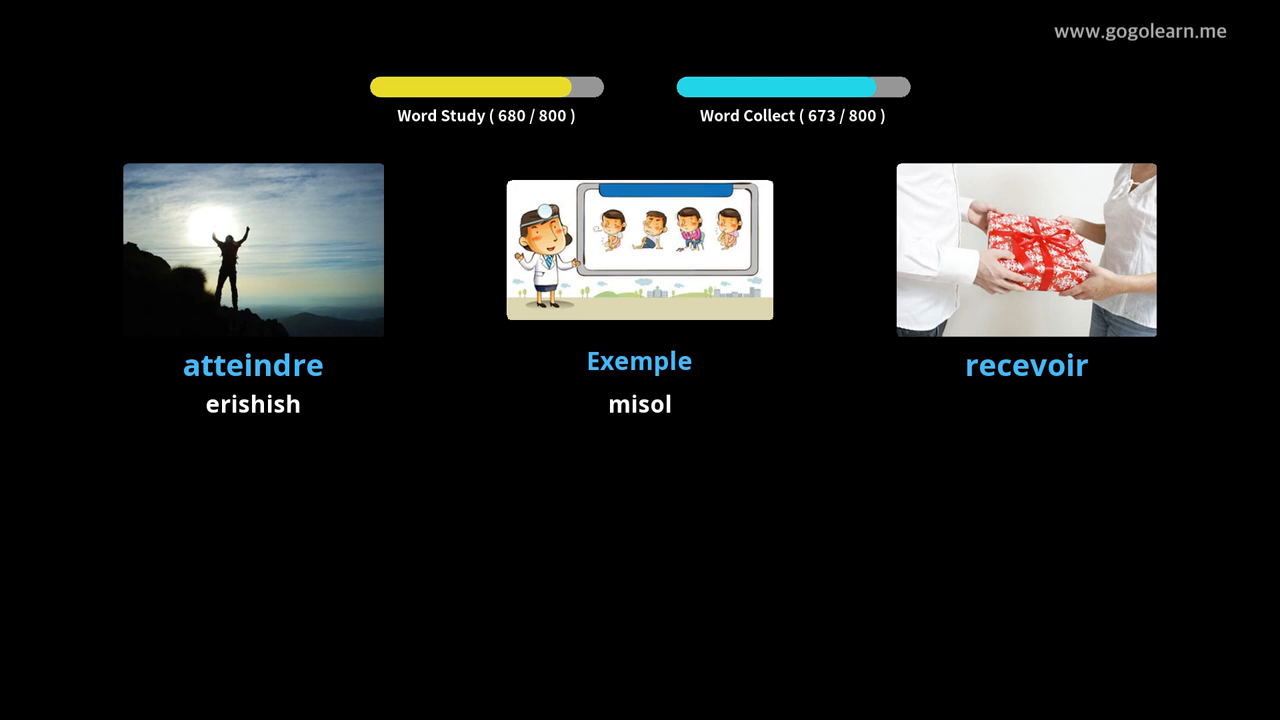 www.gogolearn.me
Word Study ( 680 / 800 )
Word Collect ( 673 / 800 )
atteindre
erishish
Exemple
misol
recevoir